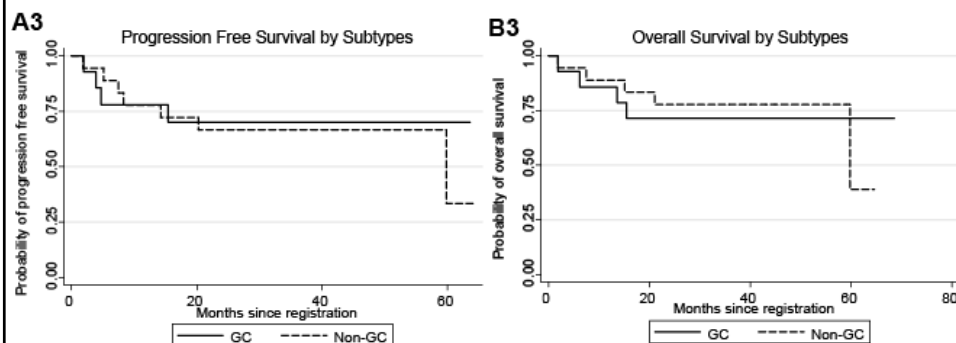 A3
Progression Free Survival by Subtypes
Probability of progression free survival
1.00
0.75
0.50
0.25
0.00
0
20
40
60
Months since registration
GC
Non-GC
B3
Overall Survival by Subtypes
Probability of overall survival
1.00
0.75
0.50
0.25
0.00
0
20
40
60
80
Months since registration
GC
Non-GC